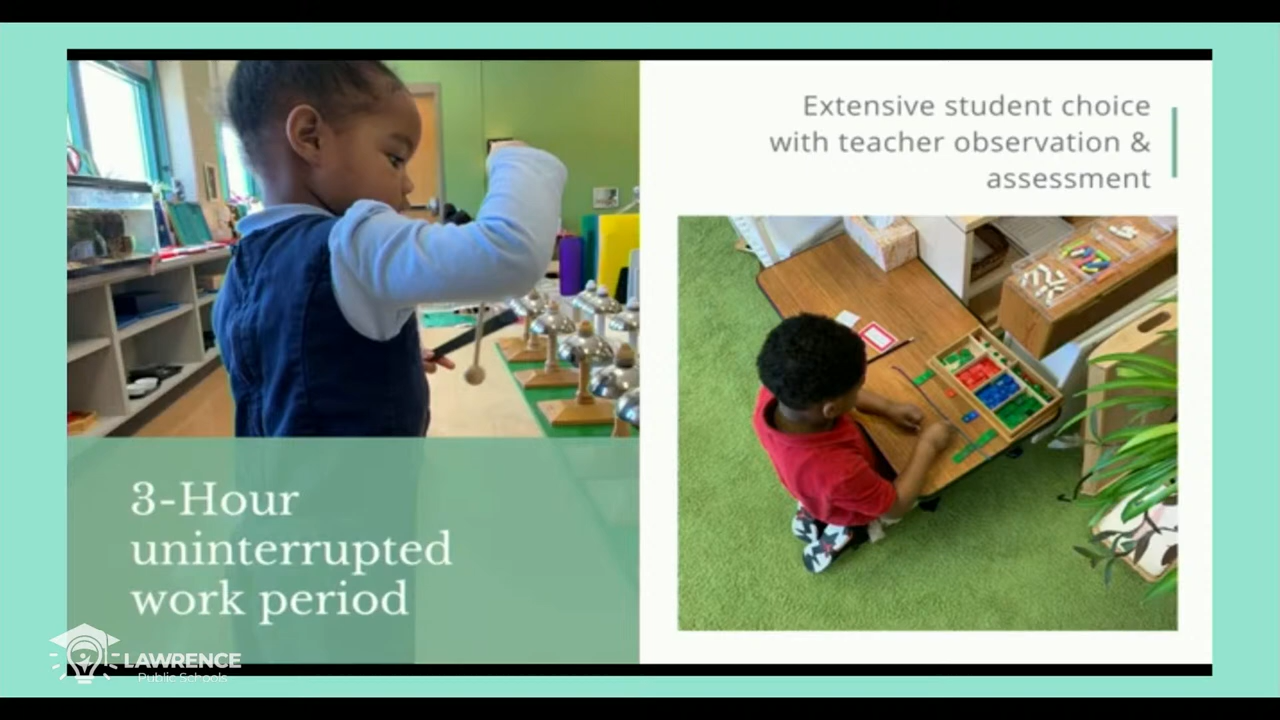 3-Hour
uninterrupted
work period
Extensive student choice
with teacher observation &
assessment
LAWRENCE
Public Schools